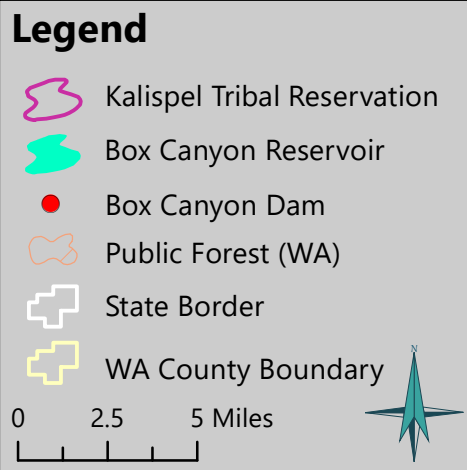 Legend
Kalispel Tribal Reservation
Box Canyon Reservoir
Box Canyon Dam
Public Forest (WA)
State Border
WA County Boundary
N
0 2.5 5 Miles